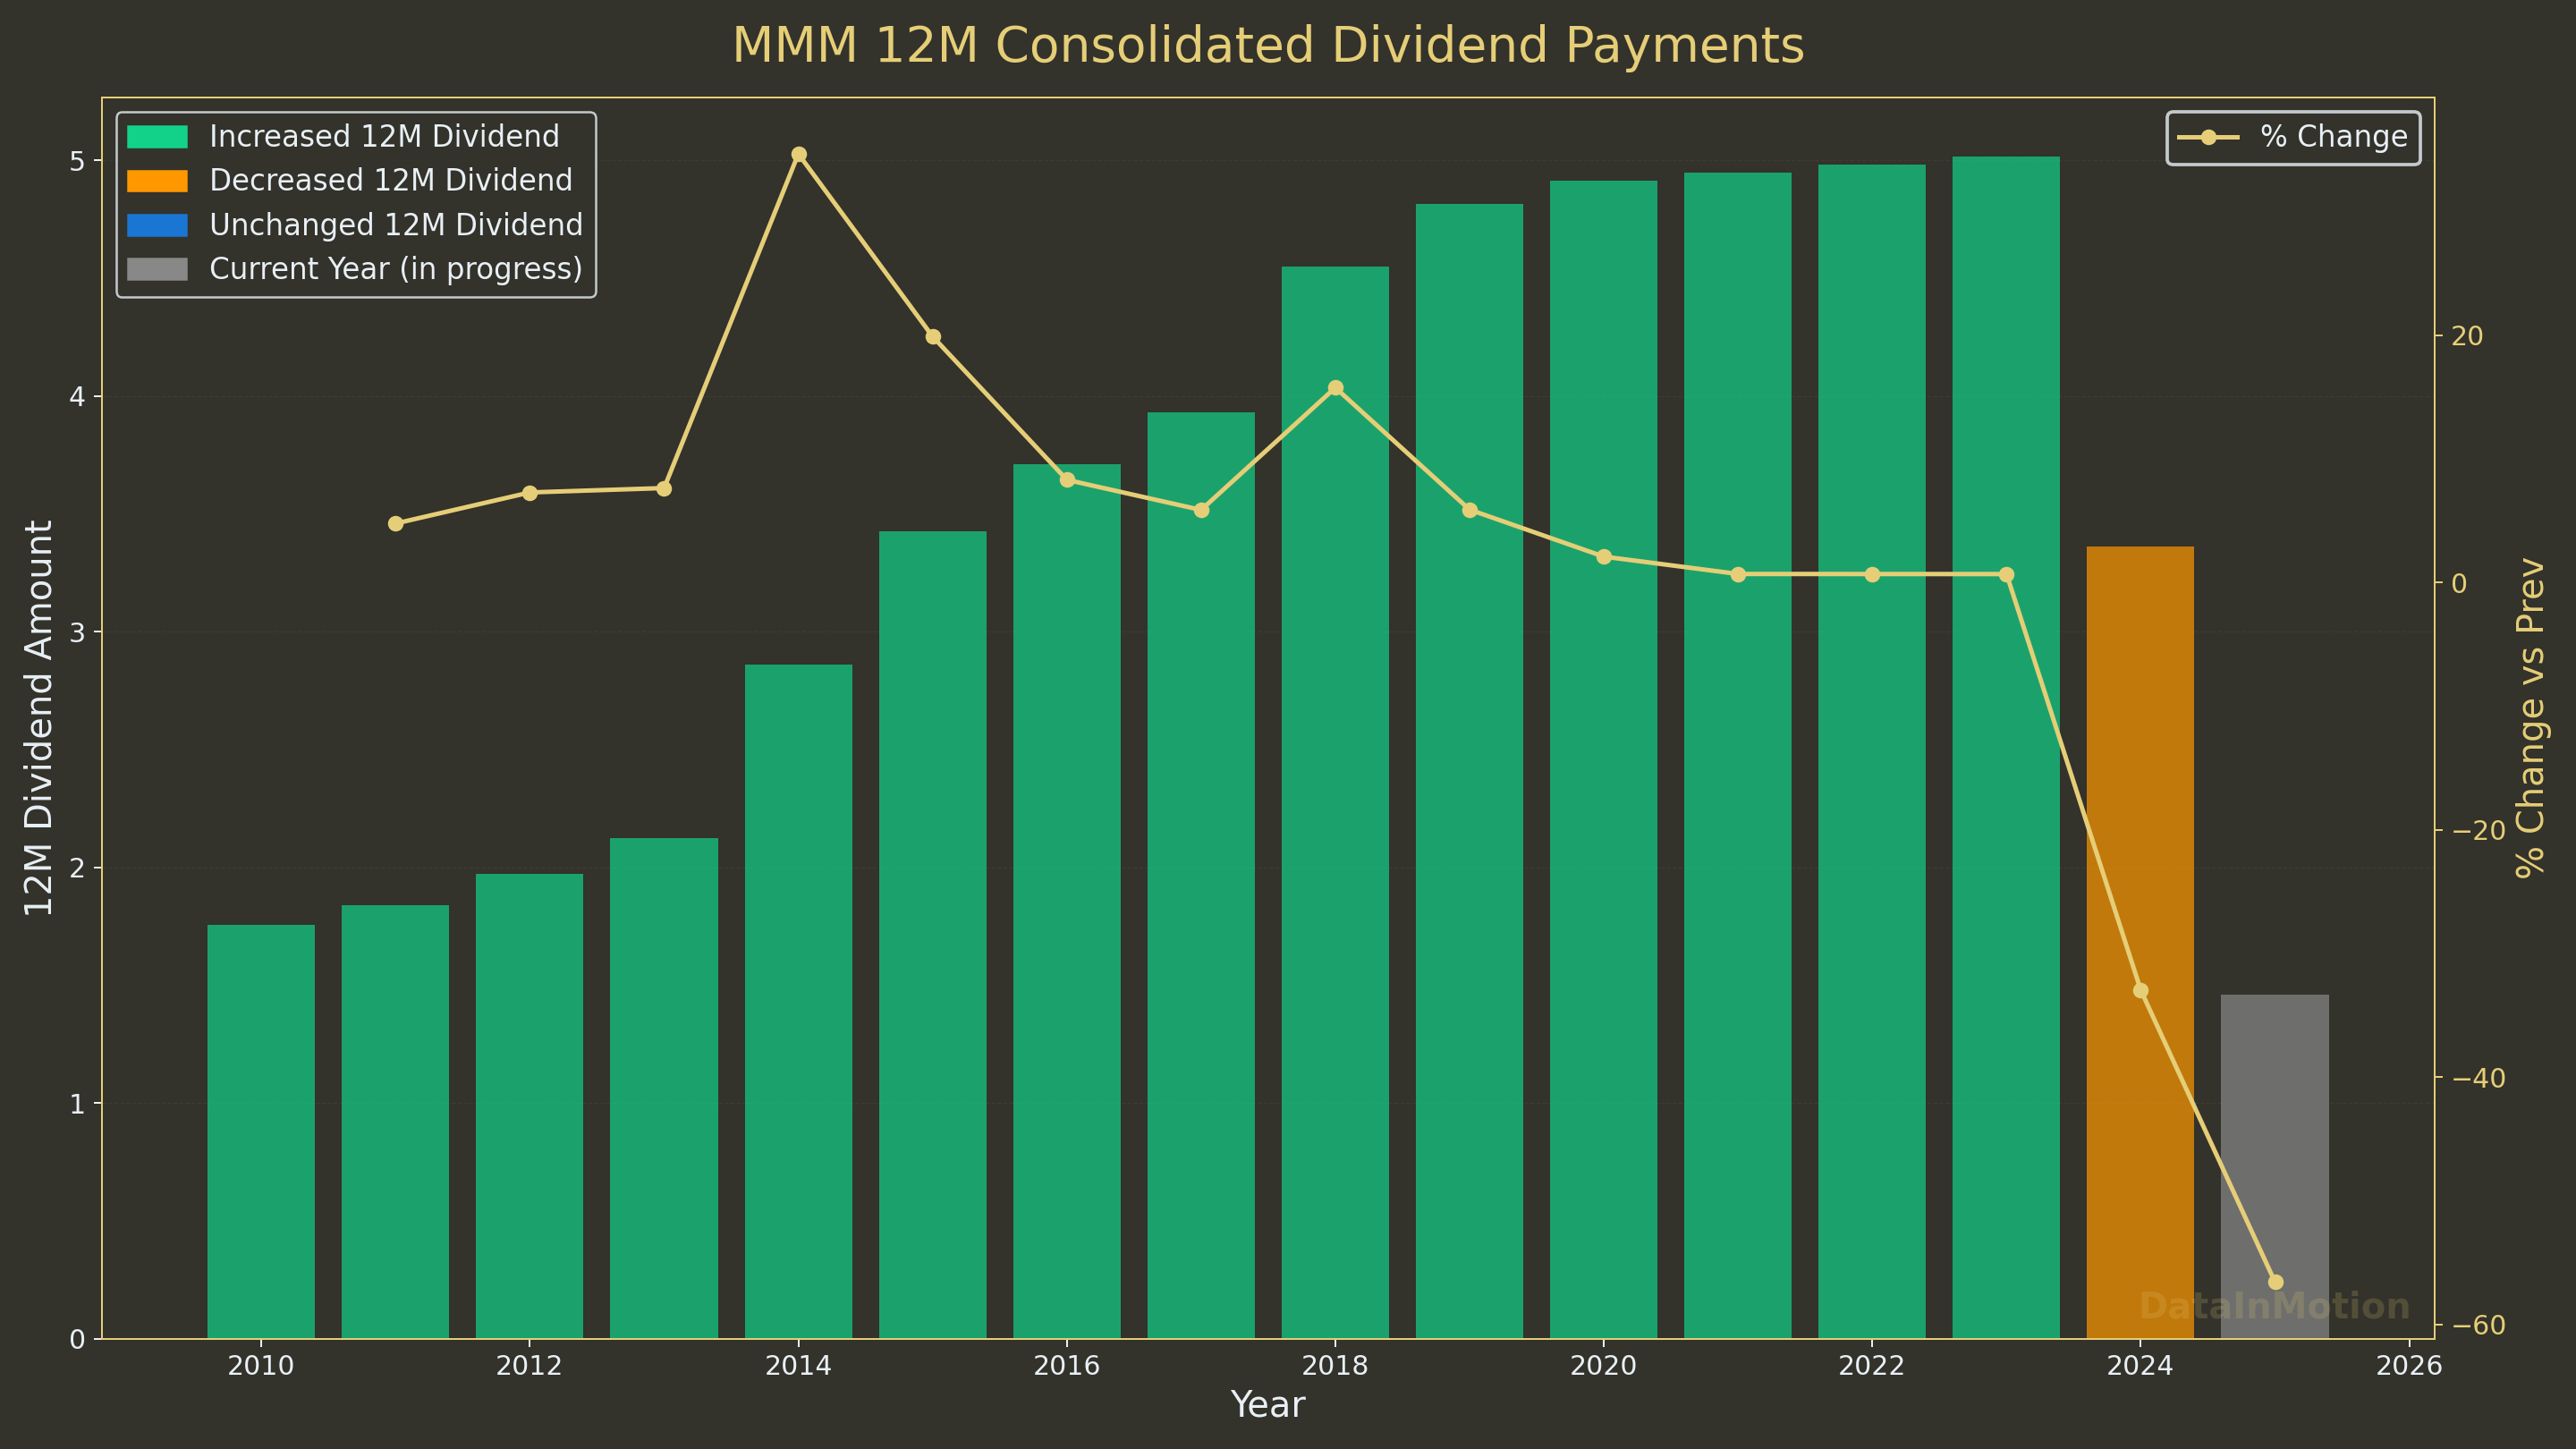 MMM 12M Consolidated Dividend Payments
Increased 12M Dividend
Decreased 12M Dividend
Unchanged 12M Dividend
Current Year (in progress)
% Change
12M Dividend Amount
5
4
3
2
1
0
20
0
−20
−40
−60
% Change vs Prev
DataInMotion
2010 2012 2014 2016 2018 2020 2022 2024 2026
Year